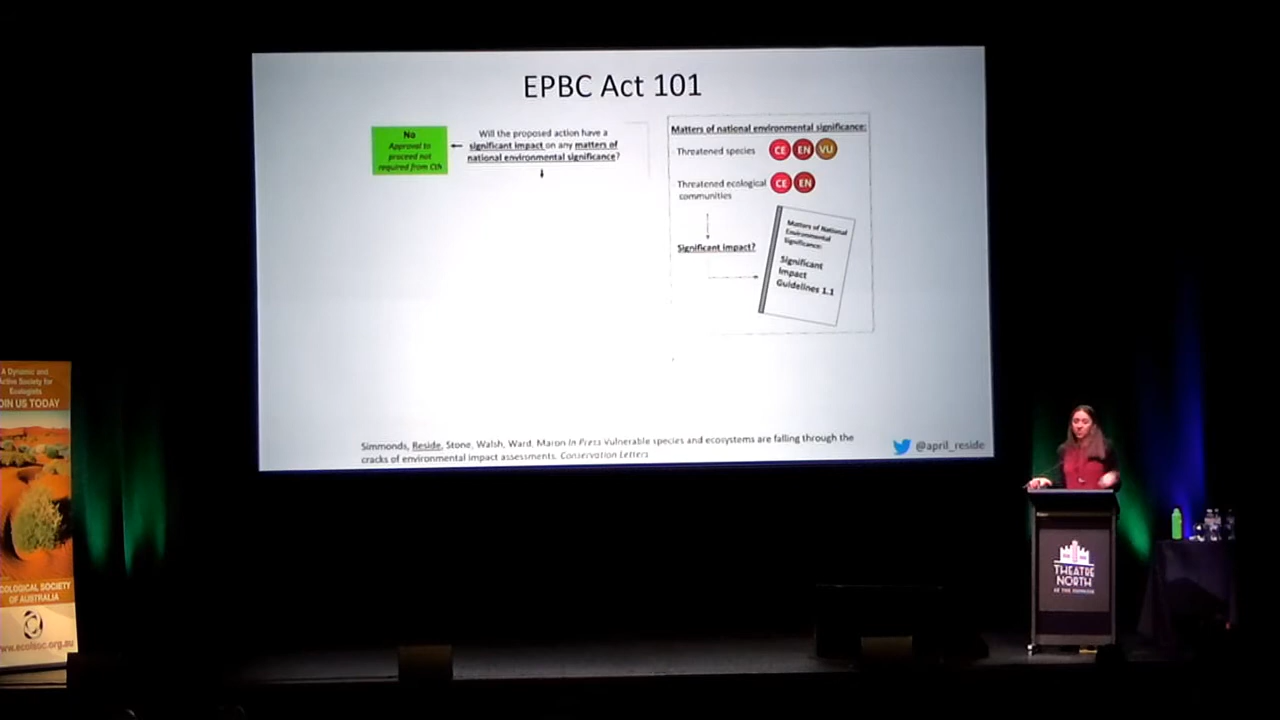 EPBC Act 101
No
Approval to
proceed not
required from Cth
Will the proposed action have a
significant impact on any matters of
national environmental significance?
Matters of national environmental significance:
Threatened species
CE EN VU
Threatened ecological
communities
CE EN
Significant impact?
Matters of National
Environmental
Significance:
Significant
Impact
Guidelines 1.1
Simmonds, Reside, Stone, Walsh, Ward, Maron In Press Vulnerable species and ecosystems are falling through the
cracks of environmental impact assessments. Conservation Letters
@april_reside
A Dynamic and
Active Society for
Ecologists
OIN US TODAY
COLOGICAL SOCIETY
OF AUSTRALIA
www.ecolsoc.org.au
THEATRE
NORTH